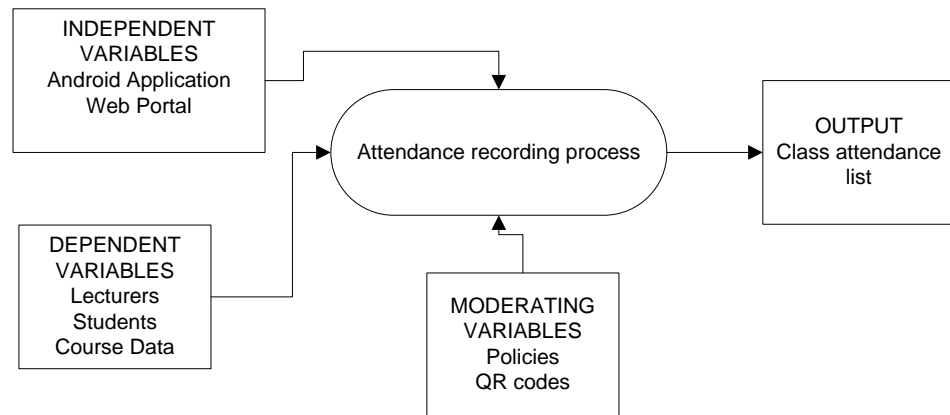 INDEPENDENT
VARIABLES
Android Application
Web Portal
Attendance recording process
OUTPUT
Class attendance
list
DEPENDENT
VARIABLES
Lecturers
Students
Course Data
MODERATING
VARIABLES
Policies
QR codes